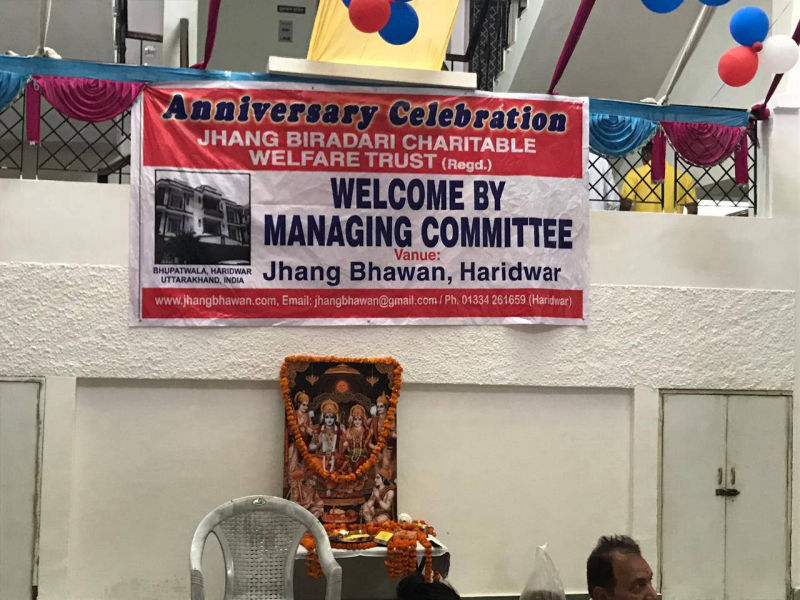 Anniversary Celebration
JHANG BIRADARI CHARITABLE
WELFARE TRUST (Regd.)
WELCOME BY
MANAGING COMMITTEE
Vanue:
Jhang Bhawan, Haridwar
BHUPATWALA, HARIDWAR
UTTARAKHAND, INDIA
www.jhangbhawan.com, Email: jhangbhawan@gmail.com / Ph. 01334 261659 (Haridwar)